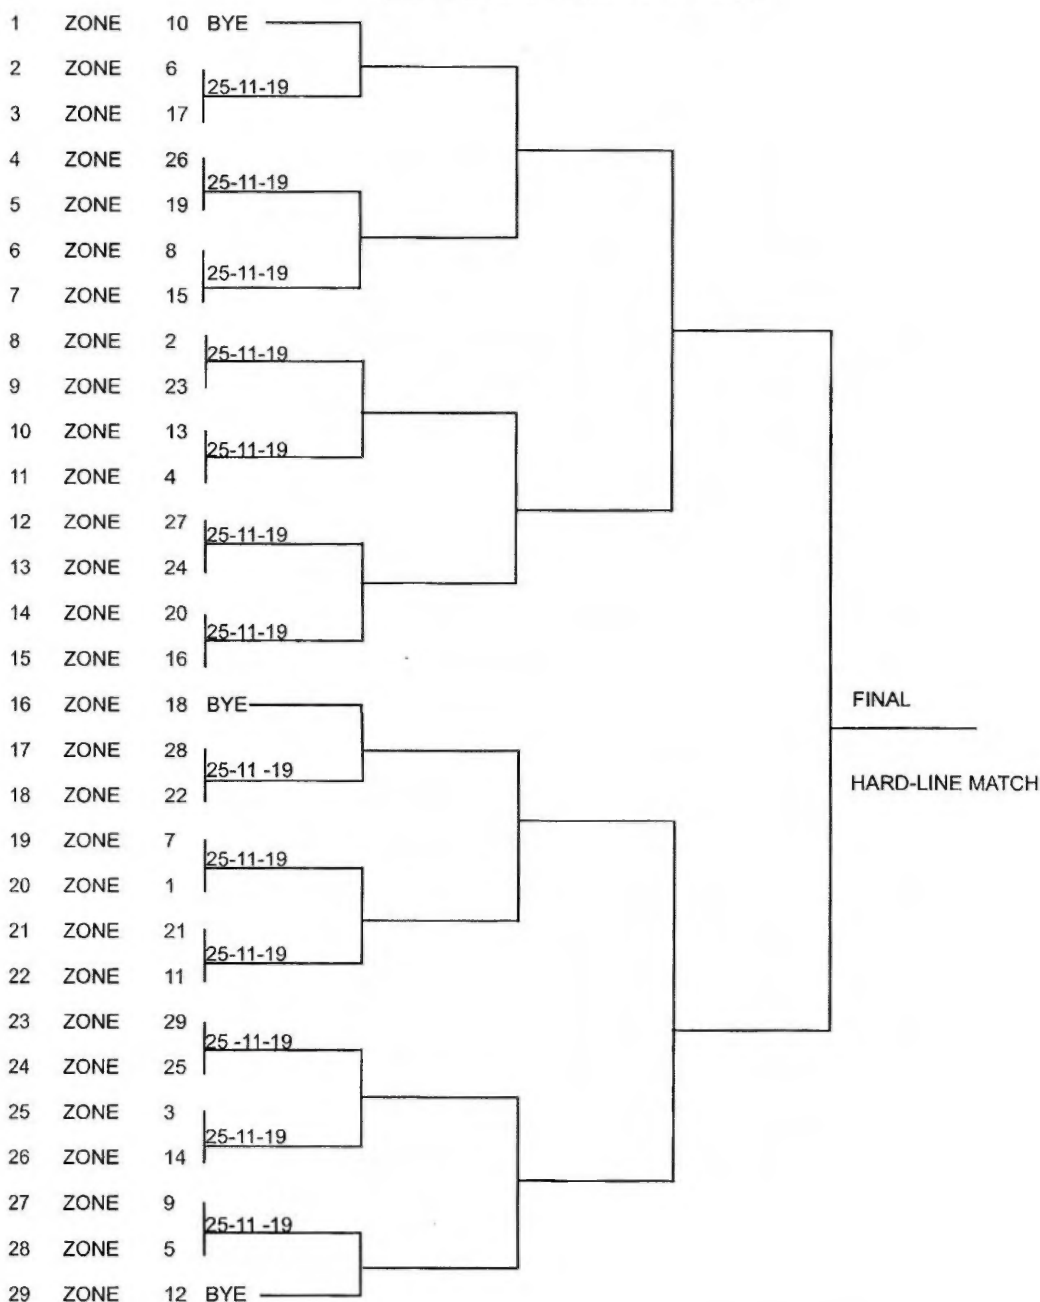 1 ZONE 10 BYE
2 ZONE 6
25-11-19
3 ZONE 17
4 ZONE 26
25-11-19
5 ZONE 19
6 ZONE 8
25-11-19
7 ZONE 15
8 ZONE 2
25-11-19
9 ZONE 23
10 ZONE 13
25-11-19
11 ZONE 4
12 ZONE 27
25-11-19
13 ZONE 24
14 ZONE 20
25-11-19
15 ZONE 16
16 ZONE 18 BYE
FINAL
17 ZONE 28
25-11 -19
HARD-LINE MATCH
18 ZONE 22
19 ZONE 7
25-11-19
20 ZONE 1
21 ZONE 21
25-11-19
22 ZONE 11
23 ZONE 29
25 -11-19
24 ZONE 25
25 ZONE 3
25-11-19
26 ZONE 14
27 ZONE 9
25-11 -19
28 ZONE 5
29 ZONE 12 BYE